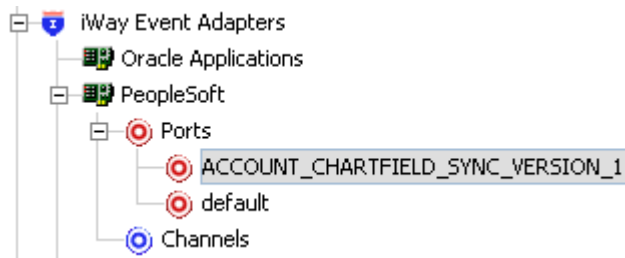 iWay Event Adapters
Oracle Applications
PeopleSoft
Ports
ACCOUNT_CHARTFIELD_SYNC_VERSION_1
default
Channels